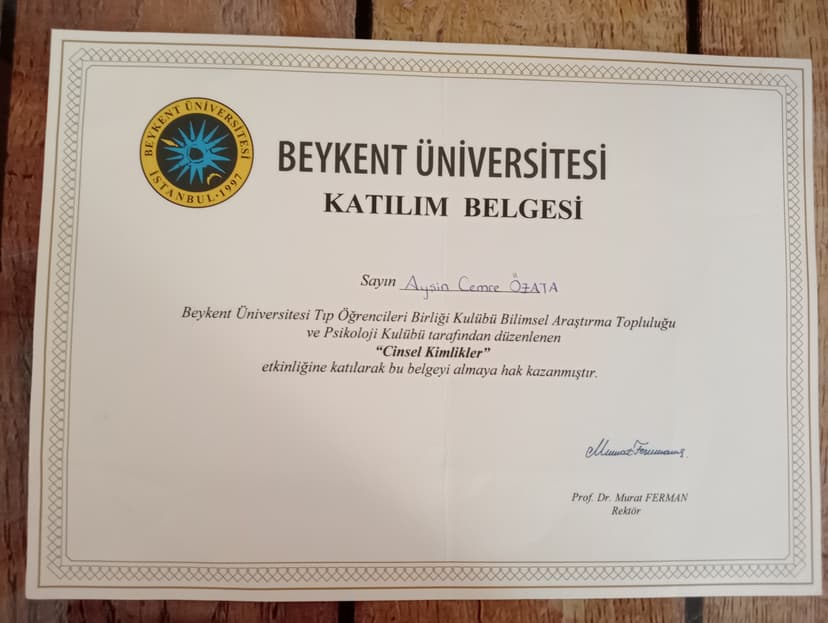 BEYKENT ÜNİVERSİTESİ
İSTANBUL · 1997
BEYKENT ÜNİVERSİTESİ
KATILIM BELGESİ
Sayın Aysin Cemre ÖZATA
Beykent Üniversitesi Tıp Öğrencileri Birliği Kulübü Bilimsel Araştırma Topluluğu
ve Psikoloji Kulübü tarafından düzenlenen
“Cinsel Kimlikler”
etkinliğine katılarak bu belgeyi almaya hak kazanmıştır.
Prof. Dr. Murat FERMAN
Rektör